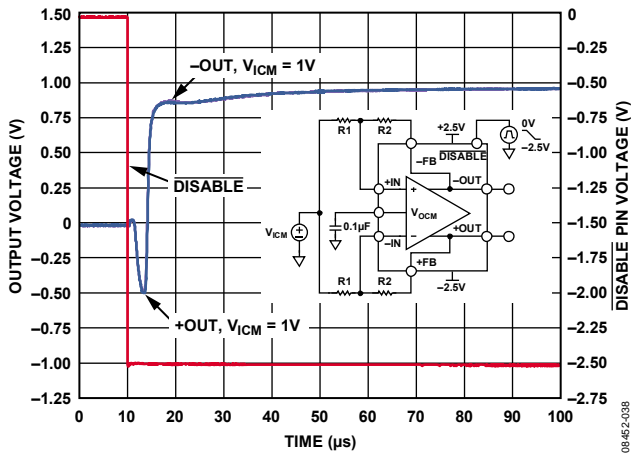 1.50
1.25
1.00
0.75
0.50
0.25
0
–0.25
–0.50
–0.75
–1.00
–1.25
OUTPUT VOLTAGE (V)
0
–0.25
–0.50
–0.75
–1.00
–1.25
–1.50
–1.75
–2.00
–2.25
–2.50
–2.75
DISABLE PIN VOLTAGE (V)
0 10 20 30 40 50 60 70 80 90 100
TIME (µs)
–OUT, VICM = 1V
DISABLE
+OUT, VICM = 1V
R1 R2
+2.5V
0V
–2.5V
–FB DISABLE
+IN
–OUT
+
VOCM
VICM
0.1µF
+OUT
–IN
–
+FB
R1 R2
–2.5V
08452-038